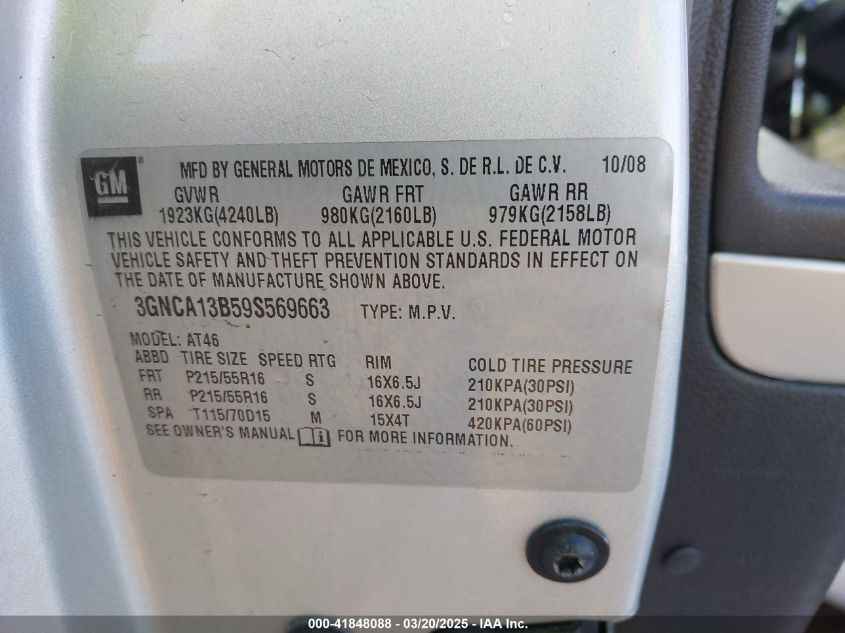 GM® MFD BY GENERAL MOTORS DE MEXICO, S. DE R.L. DE C.V. 10/08
GVWR GAWR FRT GAWR RR
1923KG(4240LB) 980KG(2160LB) 979KG(2158LB)
THIS VEHICLE CONFORMS TO ALL APPLICABLE U.S. FEDERAL MOTOR
VEHICLE SAFETY AND THEFT PREVENTION STANDARDS IN EFFECT ON
THE DATE OF MANUFACTURE SHOWN ABOVE.
3GNCA13B59S569663 TYPE: M.P.V.
MODEL: AT46
ABBD TIRE SIZE SPEED RTG RIM COLD TIRE PRESSURE
FRT P215/55R16 S 16X6.5J 210KPA(30PSI)
RR P215/55R16 S 16X6.5J 210KPA(30PSI)
SPA T115/70D15 M 15X4T 420KPA(60PSI)
SEE OWNER'S MANUAL i FOR MORE INFORMATION.
000-41848088 - 03/20/2025 - IAA Inc.